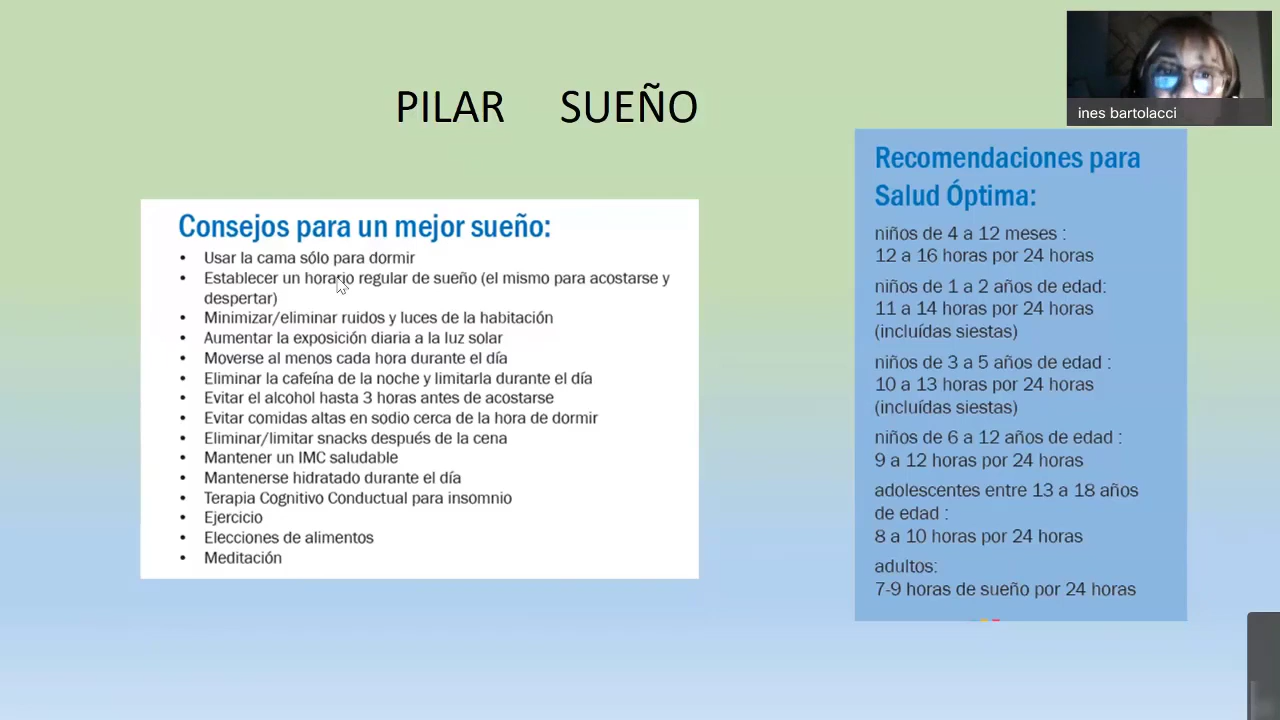 PILAR SUEÑO
ines bartolacci
Consejos para un mejor sueño:
• Usar la cama sólo para dormir
• Establecer un horario regular de sueño (el mismo para acostarse y
despertar)
• Minimizar/eliminar ruidos y luces de la habitación
• Aumentar la exposición diaria a la luz solar
• Moverse al menos cada hora durante el día
• Eliminar la cafeína de la noche y limitarla durante el día
• Evitar el alcohol hasta 3 horas antes de acostarse
• Evitar comidas altas en sodio cerca de la hora de dormir
• Eliminar/limitar snacks después de la cena
• Mantener un IMC saludable
• Mantenerse hidratado durante el día
• Terapia Cognitivo Conductual para insomnio
• Ejercicio
• Elecciones de alimentos
• Meditación
Recomendaciones para
Salud Óptima:
niños de 4 a 12 meses :
12 a 16 horas por 24 horas
niños de 1 a 2 años de edad:
11 a 14 horas por 24 horas
(incluídas siestas)
niños de 3 a 5 años de edad :
10 a 13 horas por 24 horas
(incluídas siestas)
niños de 6 a 12 años de edad :
9 a 12 horas por 24 horas
adolescentes entre 13 a 18 años
de edad :
8 a 10 horas por 24 horas
adultos:
7-9 horas de sueño por 24 horas